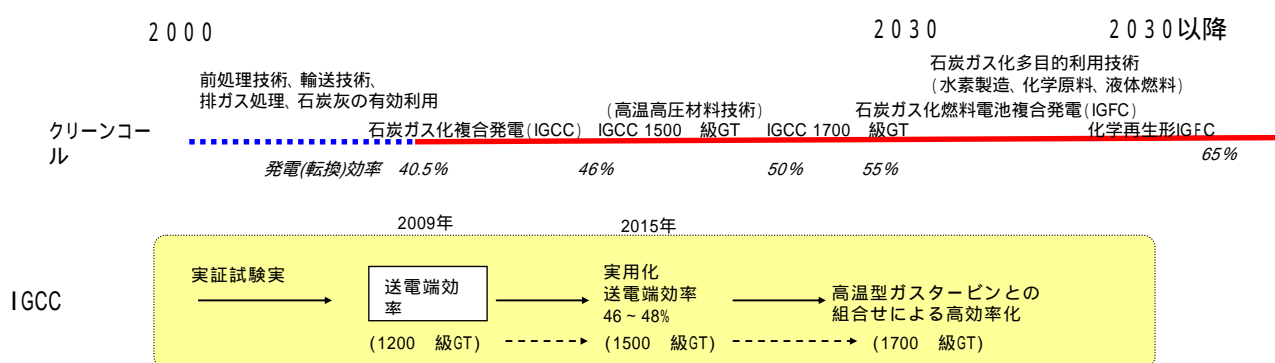 2000
2030
2030以降
前処理技術、輸送技術、
排ガス処理、石炭灰の有効利用
石炭ガス化多目的利用技術
(水素製造、化学原料、液体燃料)
(高温高圧材料技術)
石炭ガス化燃料電池複合発電(IGFC)
クリーンコー
ル
石炭ガス化複合発電(IGCC)
IGCC 1500 級GT
IGCC 1700 級GT
化学再生形IGFC
発電(転換)効率
40.5%
46%
50%
55%
65%
2009年
2015年
IGCC
実証試験実
送電端効
率
実用化
送電端効率
46~48%
高温型ガスタービンとの
組合せによる高効率化
(1200 級GT)
(1500 級GT)
(1700 級GT)